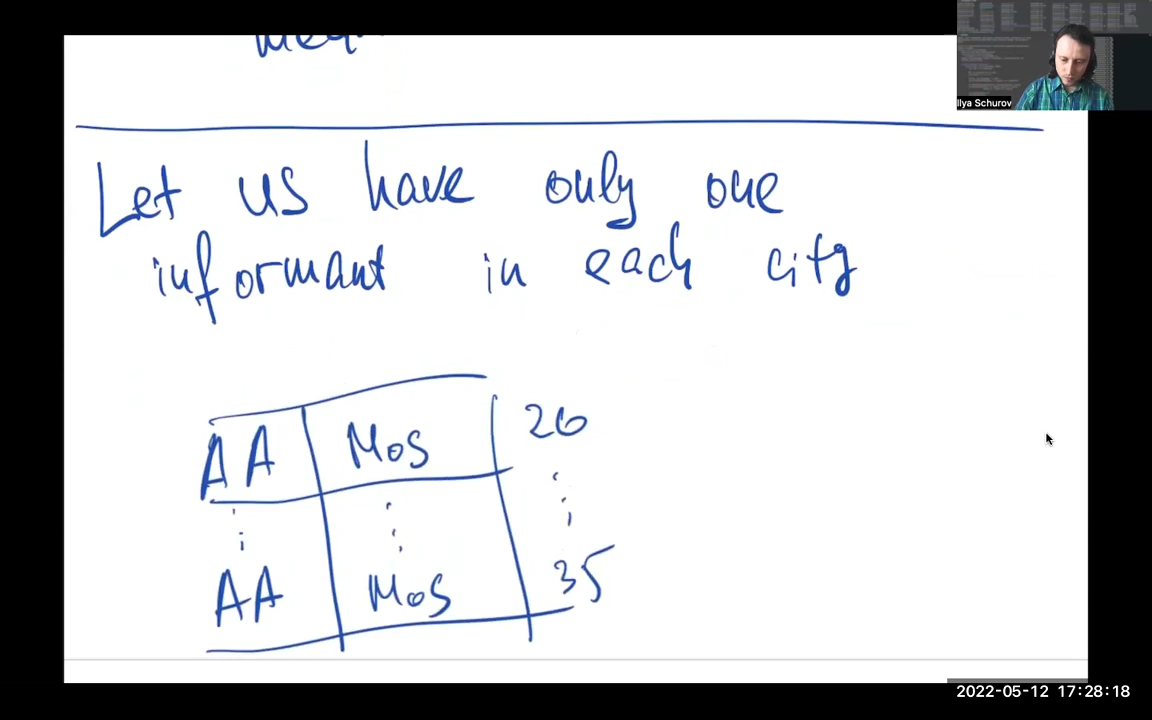 Ilya Schurov
Let us have only one
informant in each city
AA Mos 20
AA Mos 35
2022-05-12 17:28:18